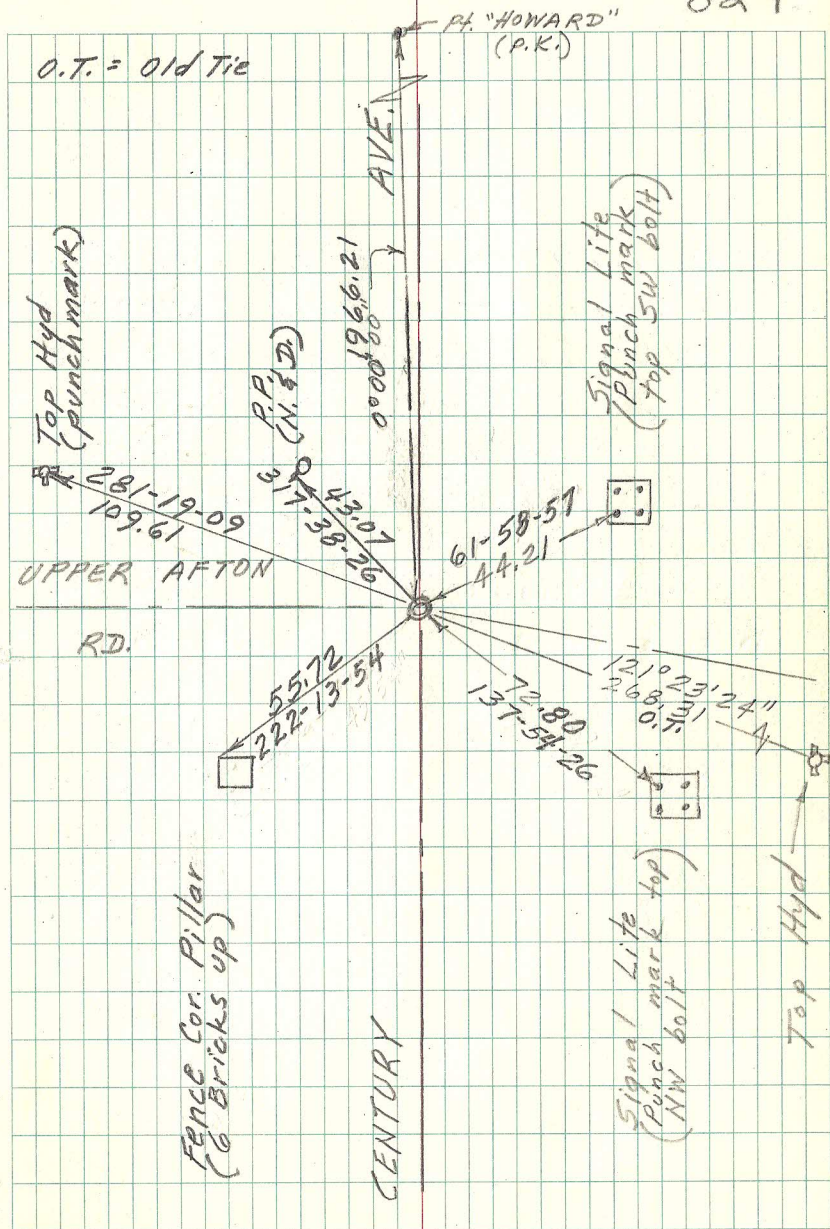 Pt. "HOWARD"
(P.K.)
O.T. = Old Tie
AVE.
1966.21
0°00'00"
Top Hyd
(punchmark)
P.P.
(N. & D.)
Signal Lite
(Punch mark
top SW bolt)
281-19-09
109.61
43.07
317-38-26
61-58-57
44.21
UPPER AFTON
RD.
55.72
222-13-54
72.80
137-54-26
121°23'24"
268.31
O.T.
Fence Cor. Pillar
(6 Bricks up)
CENTURY
Signal Lite
(Punch mark top)
NW bolt
Top Hyd